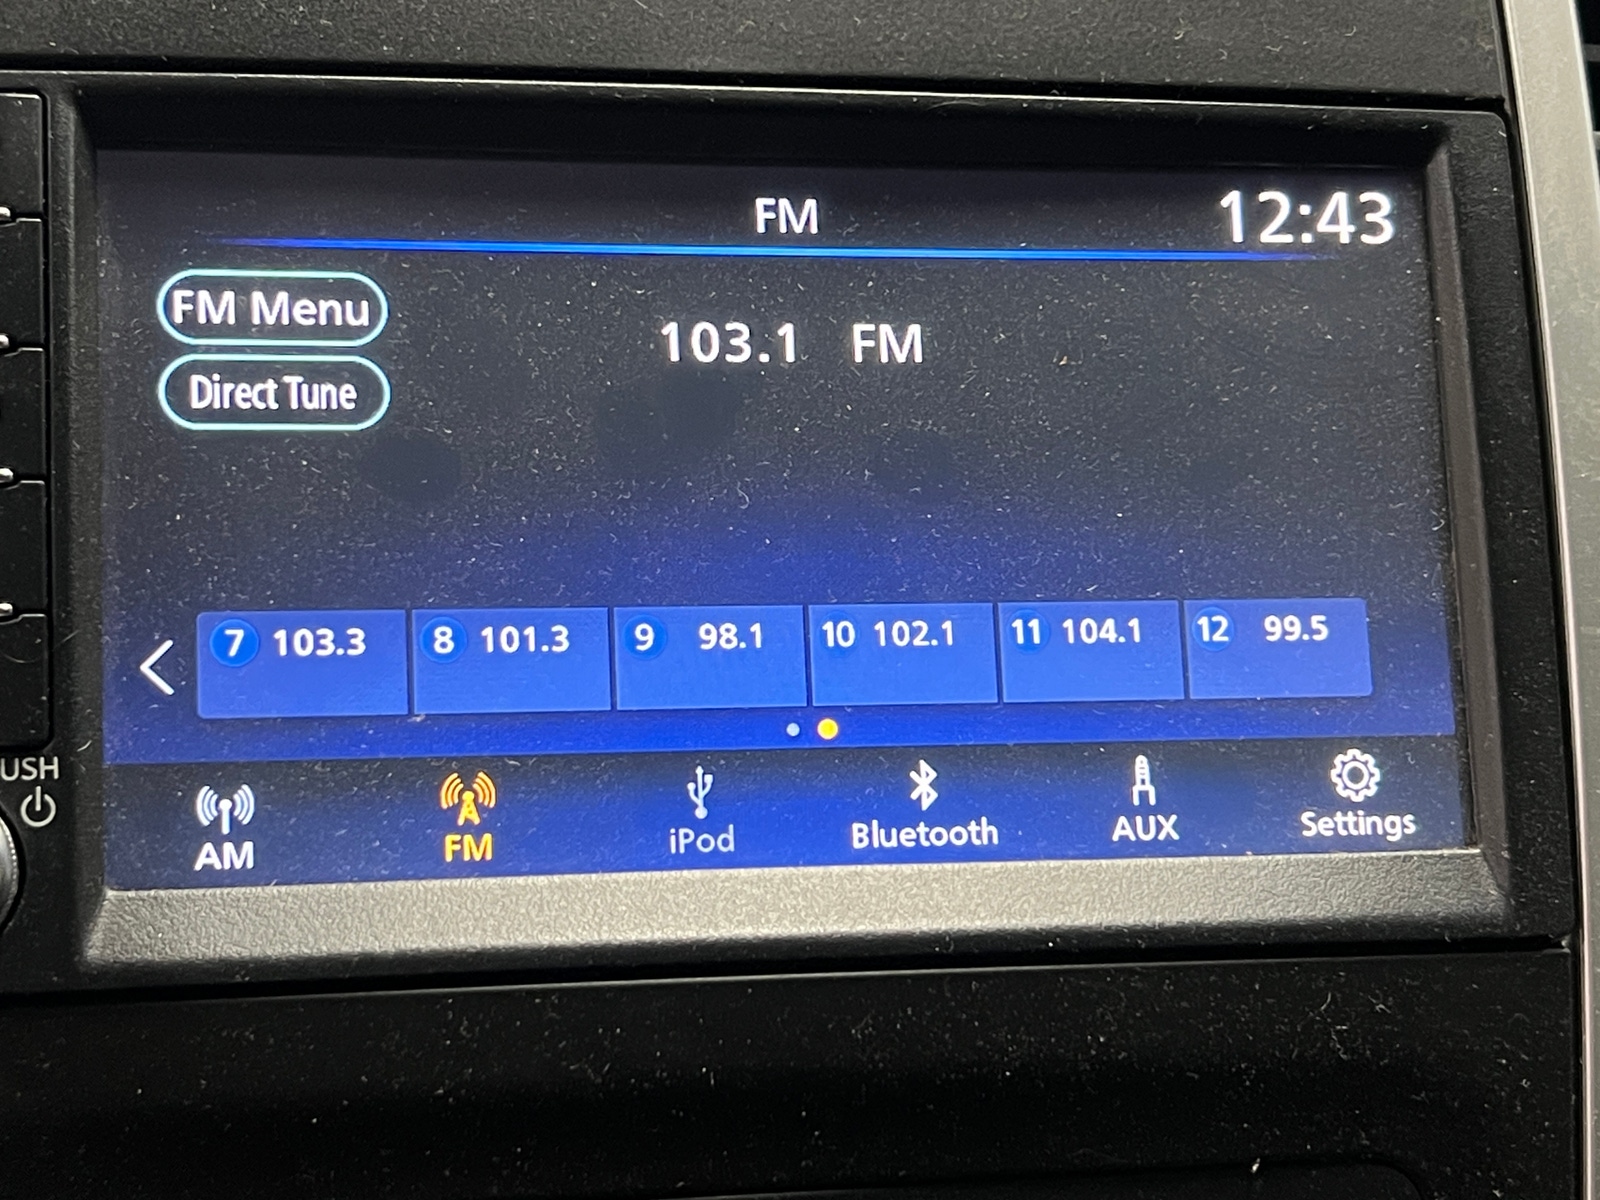 FM
12:43
FM Menu
103.1 FM
Direct Tune
7 103.3
8 101.3
9 98.1
10 102.1
11 104.1
12 99.5
USH
AM
FM
iPod
Bluetooth
AUX
Settings